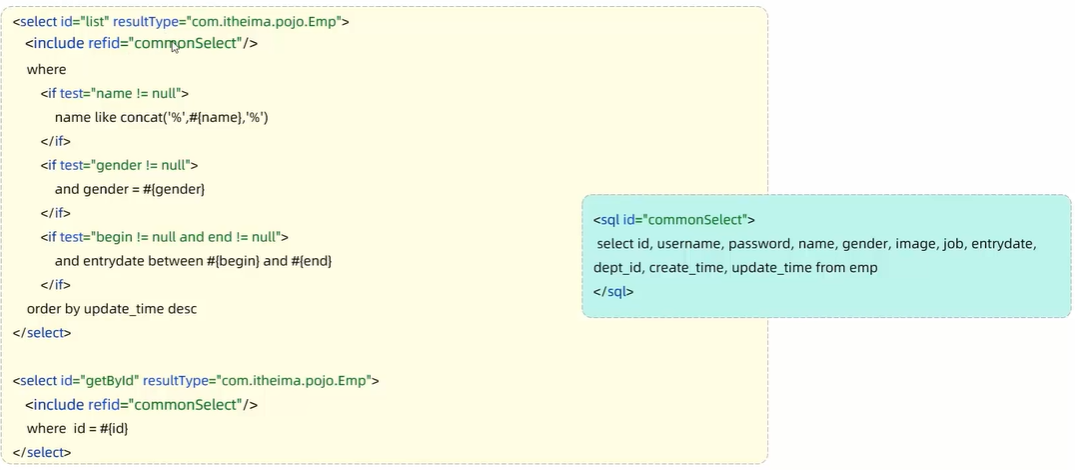 <select id="list" resultType="com.itheima.pojo.Emp">
<include refid="commonSelect"/>
where
<if test="name != null">
name like concat('%',#{name},'%')
</if>
<if test="gender != null">
and gender = #{gender}
</if>
<if test="begin != null and end != null">
and entrydate between #{begin} and #{end}
</if>
order by update_time desc
</select>
<select id="getById" resultType="com.itheima.pojo.Emp">
<include refid="commonSelect"/>
where  id = #{id}
</select>
<sql id="commonSelect">
select id, username, password, name, gender, image, job, entrydate,
dept_id, create_time, update_time from emp
</sql>